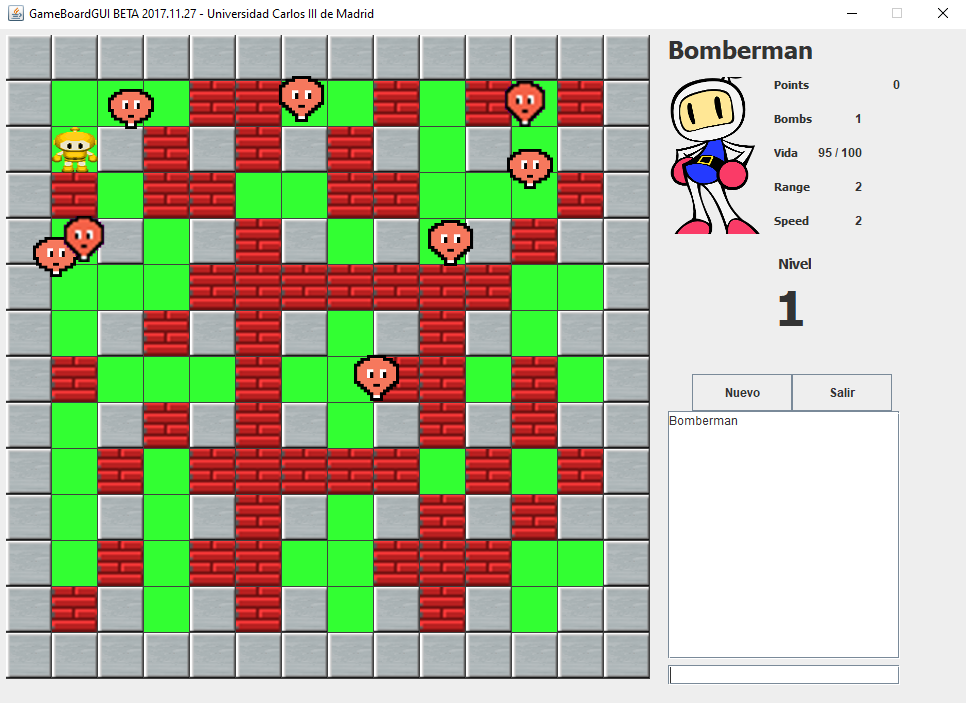 GameBoardGUI BETA 2017.11.27 - Universidad Carlos III de Madrid
Bomberman
Points 0
Bombs 1
Vida 95 / 100
Range 2
Speed 2
Nivel
1
Nuevo Salir
Bomberman